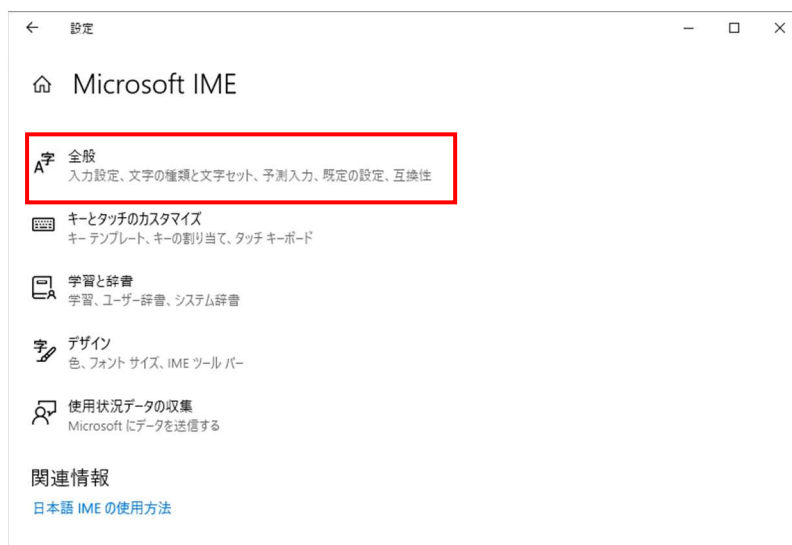 設定
Microsoft IME
全般
入力設定、文字の種類と文字セット、予測入力、既定の設定、互換性
キーとタッチのカスタマイズ
キー テンプレート、キーの割り当て、タッチ キーボード
学習と辞書
学習、ユーザー辞書、システム辞書
デザイン
色、フォント サイズ、IME ツール バー
使用状況データの収集
Microsoft にデータを送信する
関連情報
日本語 IME の使用方法